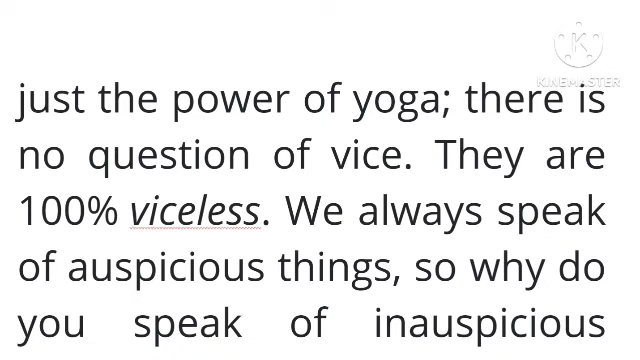 KINEMASTER
just the power of yoga; there is
no question of vice. They are
100% viceless. We always speak
of auspicious things, so why do
you speak of inauspicious